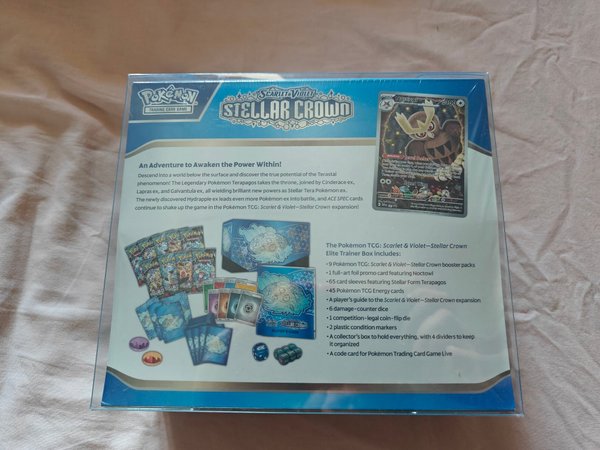 Pokémon
TRADING CARD GAME
SCARLET & VIOLET
STELLAR CROWN
An Adventure to Awaken the Power Within!
Descend into a world below the surface and discover the true potential of the Terastal
phenomenon! The Legendary Pokémon Terapagos takes the throne, joined by Cinderace ex,
Lapras ex, and Galvantula ex, all wielding brilliant new powers as Stellar Tera Pokémon ex.
The newly discovered Hydrapple ex leads even more Pokémon ex into battle, and ACE SPEC cards
continue to shake up the game in the Pokémon TCG: Scarlet & Violet—Stellar Crown expansion!
The Pokémon TCG: Scarlet & Violet—Stellar Crown
Elite Trainer Box includes:
• 9 Pokémon TCG: Scarlet & Violet—Stellar Crown booster packs
• 1 full-art foil promo card featuring Noctowl
• 65 card sleeves featuring Stellar Form Terapagos
• 45 Pokémon TCG Energy cards
• A player's guide to the Scarlet & Violet—Stellar Crown expansion
• 6 damage-counter dice
• 1 competition-legal coin-flip die
• 2 plastic condition markers
• A collector's box to hold everything, with 4 dividers to keep
it organized
• A code card for Pokémon Trading Card Game Live